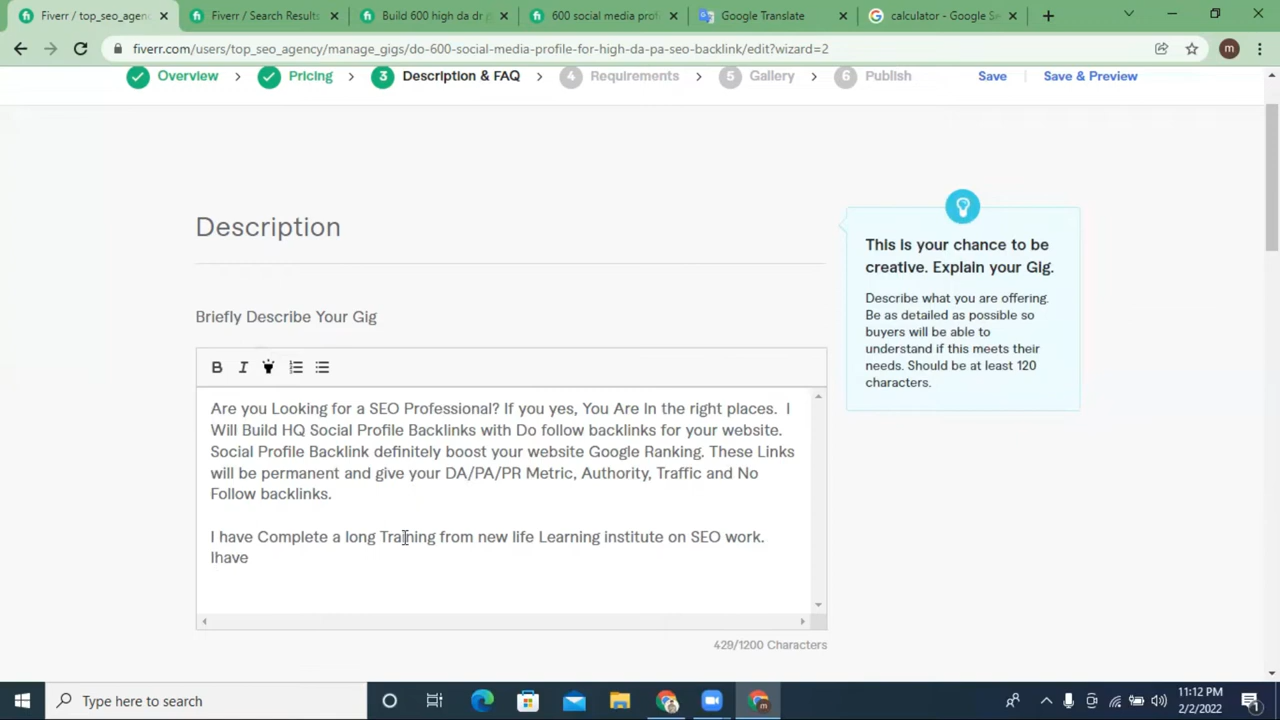 Fiverr / top_seo_agen
Fiverr / Search Results
Build 600 high da dr
600 social media prof
Google Translate
calculator - Google Se
fiverr.com/users/top_seo_agency/manage_gigs/do-600-social-media-profile-for-high-da-pa-seo-backlink/edit?wizard=2
m
Overview
Pricing
3 Description & FAQ
4 Requirements
5 Gallery
6 Publish
Save
Save & Preview
Description
Briefly Describe Your Gig
B I
Are you Looking for a SEO Professional? If you yes, You Are In the right places. I
Will Build HQ Social Profile Backlinks with Do follow backlinks for your website.
Social Profile Backlink definitely boost your website Google Ranking. These Links
will be permanent and give your DA/PA/PR Metric, Authority, Traffic and No
Follow backlinks.
I have Complete a long Training from new life Learning institute on SEO work.
Ihave
429/1200 Characters
This is your chance to be
creative. Explain your Gig.
Describe what you are offering.
Be as detailed as possible so
buyers will be able to
understand if this meets their
needs. Should be at least 120
characters.
Type here to search
11:12 PM
2/2/2022
1